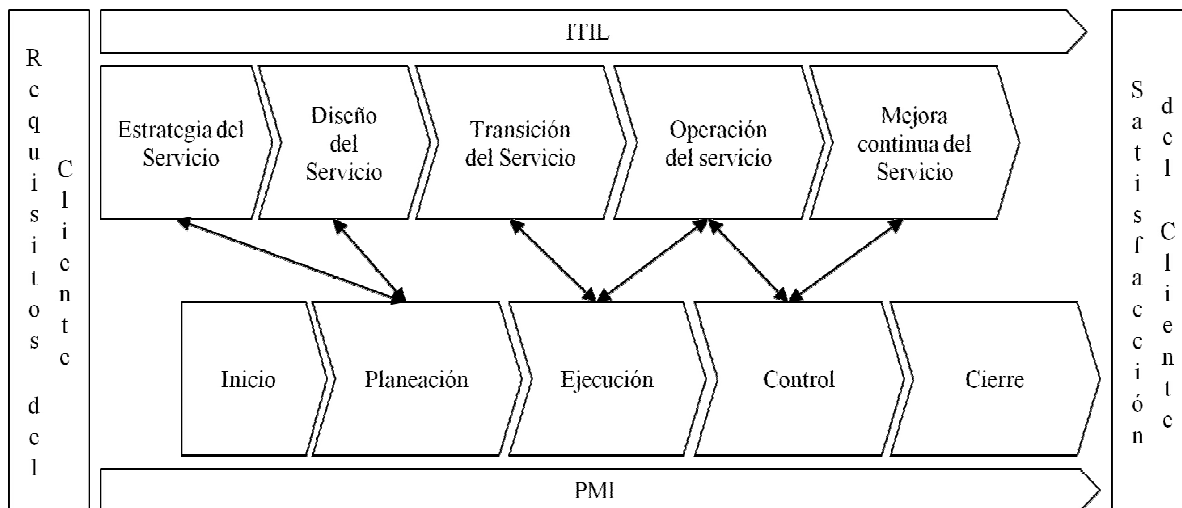 Requisitos del
Cliente
ITIL
Estrategia del
Servicio
Diseño
del
Servicio
Transición
del Servicio
Operación
del servicio
Mejora
continua del
Servicio
Inicio
Planeación
Ejecución
Control
Cierre
PMI
Satisfacción
del Cliente